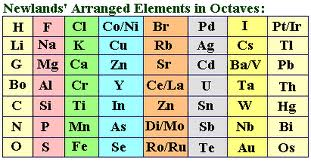 Newlands' Arranged Elements in Octaves:
H F Cl Co/Ni Br Pd I Pt/Ir
Li Na K Cu Rb Ag Cs Tl
G Mg Ca Zn Sr Cd Ba/V Pb
Bo Al Cr Y Ce/La U Ta Th
C Si Ti In Zn Sn W Hg
N P Mn As Di/Mo Sb Nb Bi
O S Fe Se Ro/Ru Te Au Os